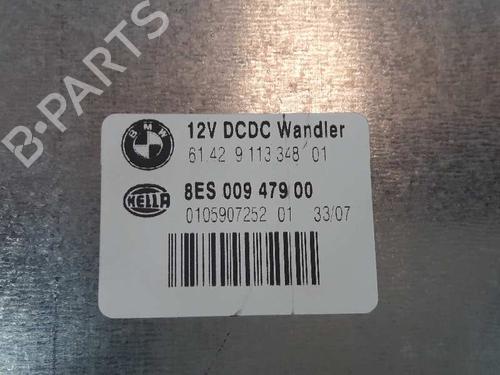 B-PARTS
BMW
12V DCDC Wandler
61.42 9 113 348 01
HELLA
8ES 009 479 00
0105907252 01 33/07